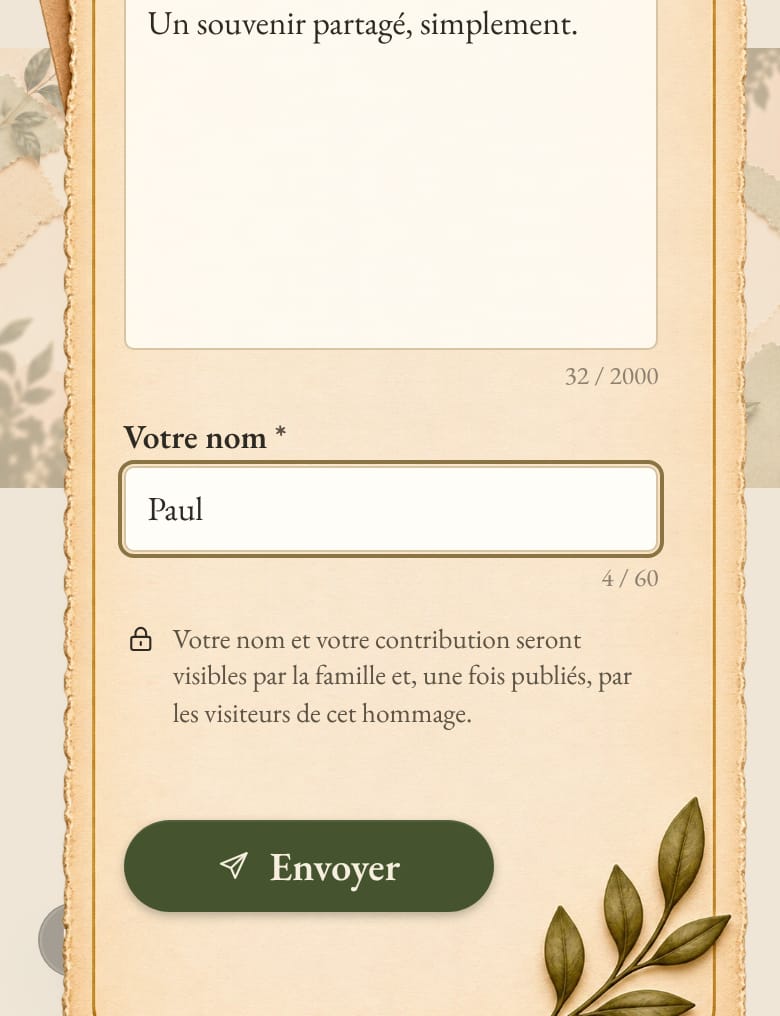 Un souvenir partagé, simplement.
32 / 2000
Votre nom *
Paul
4 / 60
Votre nom et votre contribution seront
visibles par la famille et, une fois publiés, par
les visiteurs de cet hommage.
Envoyer